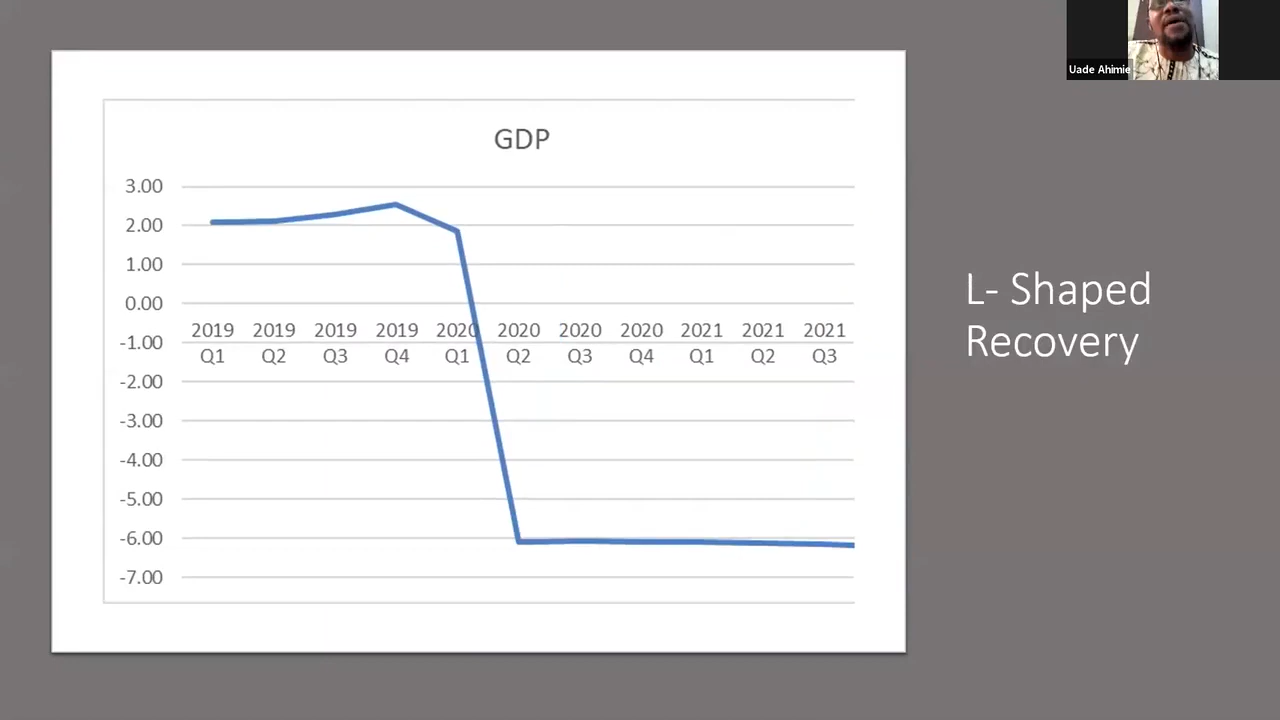 Uade Ahimie
GDP
3.00
2.00
1.00
0.00
-1.00
-2.00
-3.00
-4.00
-5.00
-6.00
-7.00
2019 2019 2019 2019 2020 2020 2020 2020 2021 2021 2021
Q1 Q2 Q3 Q4 Q1 Q2 Q3 Q4 Q1 Q2 Q3
L- Shaped
Recovery